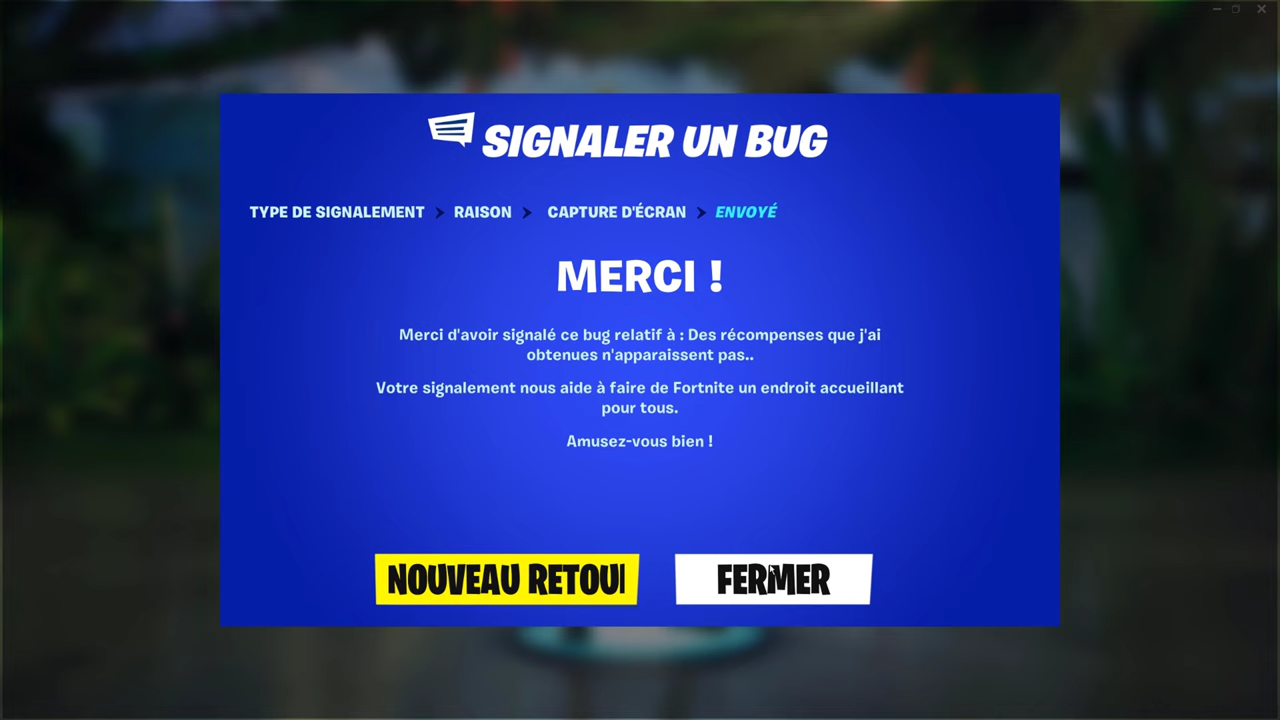 SIGNALER UN BUG
TYPE DE SIGNALEMENT > RAISON > CAPTURE D'ÉCRAN > ENVOYÉ
MERCI !
Merci d'avoir signalé ce bug relatif à : Des récompenses que j'ai
obtenues n'apparaissent pas..
Votre signalement nous aide à faire de Fortnite un endroit accueillant
pour tous.
Amusez-vous bien !
NOUVEAU RETOU
FERMER